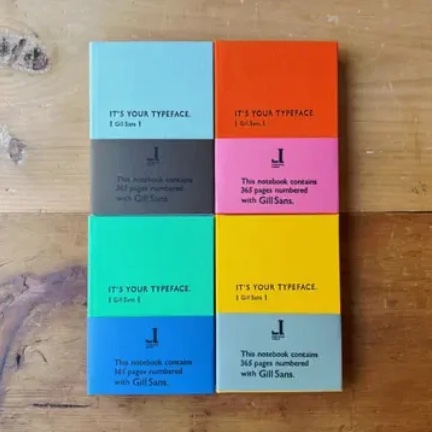 IT'S YOUR TYPEFACE.
[ Gill Sans ]
This notebook contains
365 pages numbered
with Gill Sans.
IT'S YOUR TYPEFACE.
[ Gill Sans ]
This notebook contains
365 pages numbered
with Gill Sans.
IT'S YOUR TYPEFACE.
[ Gill Sans ]
This notebook contains
365 pages numbered
with Gill Sans.
IT'S YOUR TYPEFACE.
[ Gill Sans ]
This notebook contains
365 pages numbered
with Gill Sans.